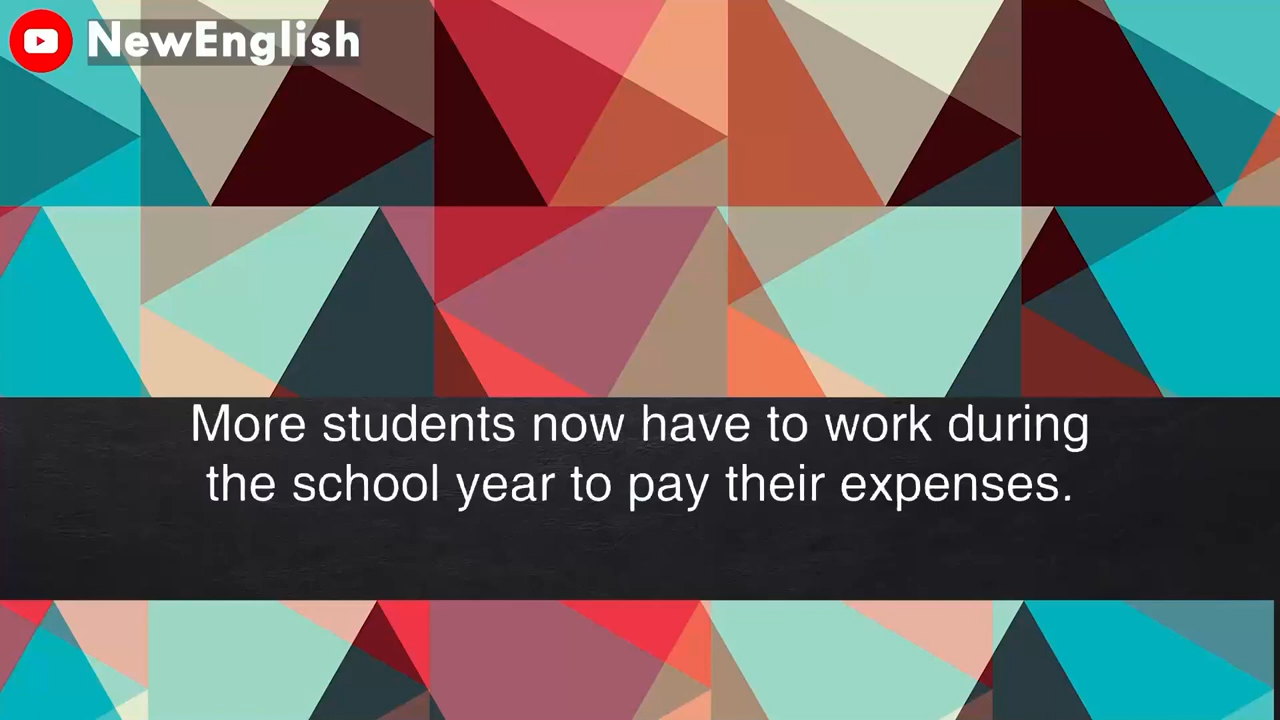 NewEnglish
More students now have to work during
the school year to pay their expenses.